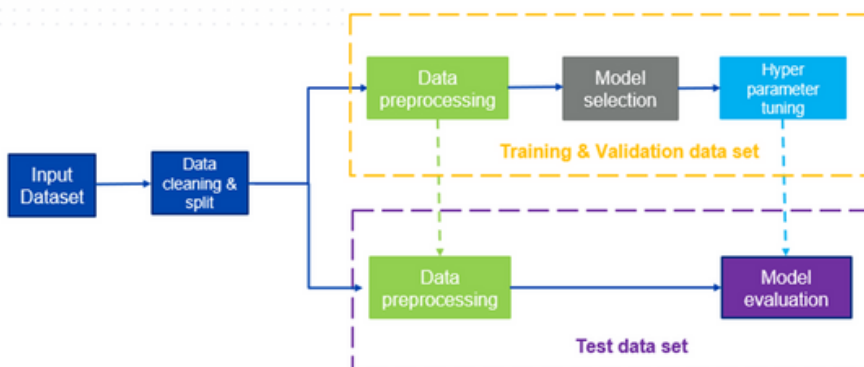 Input
Dataset
Data
cleaning &
split
Data
preprocessing
Model
selection
Hyper
parameter
tuning
Training & Validation data set
Data
preprocessing
Model
evaluation
Test data set